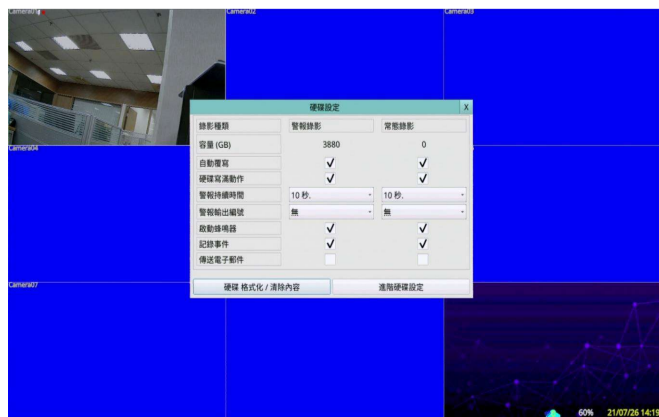 Camera01
Camera02
Camera03
硬碟設定 X
錄影種類 警報錄影 常態錄影
容量 (GB) 3880 0
自動覆寫
硬碟寫滿動作
警報持續時間 10 秒. 10 秒.
警報輸出編號 無 無
啟動蜂鳴器
記錄事件
傳送電子郵件
硬碟 格式化 / 清除內容 進階硬碟設定
Camera04
Camera07
60% 21/07/26 14:15